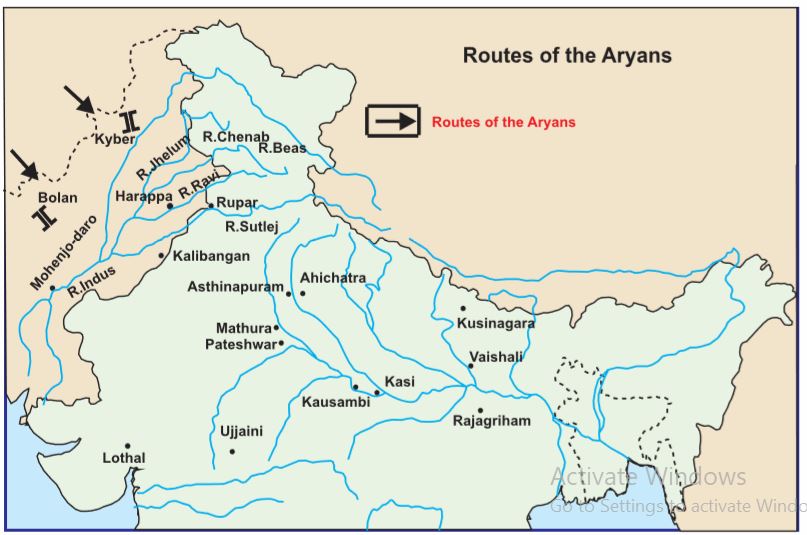 Routes of the Aryans
Routes of the Aryans
Kyber
R.Chenab
R.Beas
R.Jhelum
R.Ravi
Bolan
Harappa
Rupar
R.Sutlej
Mohenjo-daro
R.Indus
Kalibangan
Asthinapuram
Ahichatra
Mathura
Pateshwar
Kusinagara
Vaishali
Kasi
Kausambi
Rajagriham
Ujjaini
Lothal
Activate Windows
Go to Settings to activate Windo